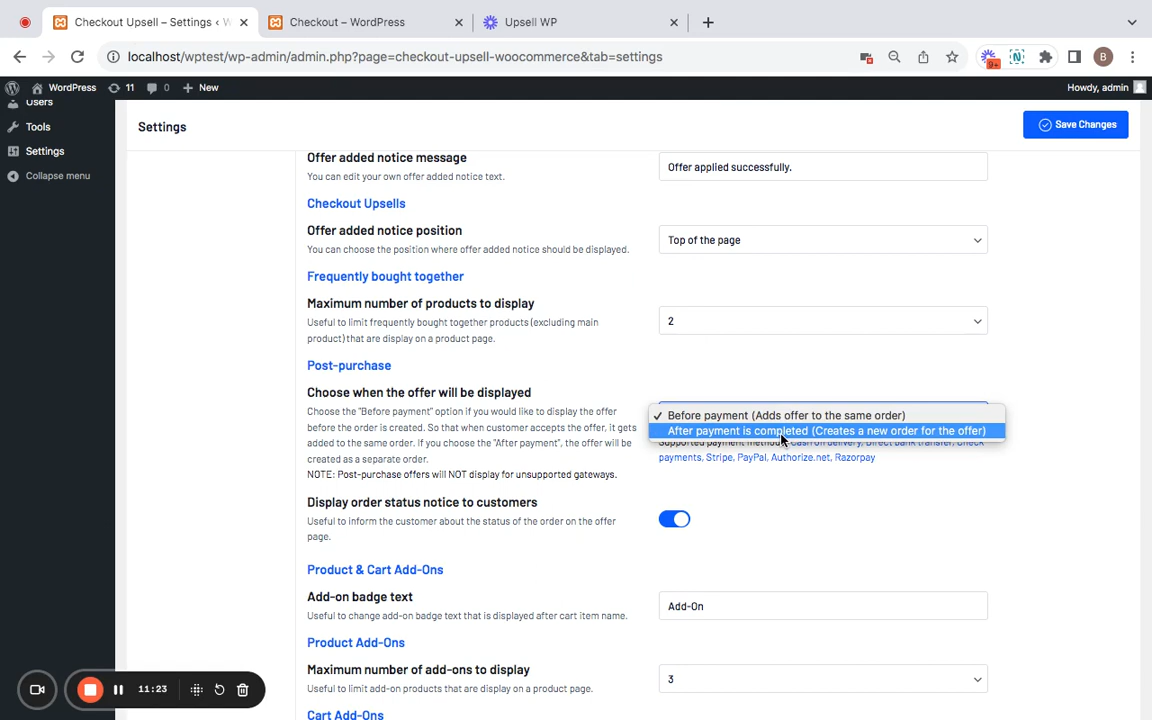 Checkout Upsell – Settings ‹ W
Checkout – WordPress
Upsell WP
localhost/wptest/wp-admin/admin.php?page=checkout-upsell-woocommerce&tab=settings
9+
B
WordPress
11
0
New
Howdy, admin
Users
Tools
Settings
Collapse menu
Settings
Save Changes
Offer added notice message
You can edit your own offer added notice text.
Offer applied successfully.
Checkout Upsells
Offer added notice position
You can choose the position where offer added notice should be displayed.
Top of the page
Frequently bought together
Maximum number of products to display
Useful to limit frequently bought together products (excluding main
product) that are display on a product page.
2
Post-purchase
Choose when the offer will be displayed
Choose the "Before payment" option if you would like to display the offer
before the order is created. So that when customer accepts the offer, it gets
added to the same order. If you choose the "After payment", the offer will be
created as a separate order.
NOTE: Post-purchase offers will NOT display for unsupported gateways.
Before payment (Adds offer to the same order)
After payment is completed (Creates a new order for the offer)
Supported payment methods: Cash on delivery, Direct bank transfer, Check
payments, Stripe, PayPal, Authorize.net, Razorpay
Display order status notice to customers
Useful to inform the customer about the status of the order on the offer
page.
Product & Cart Add-Ons
Add-on badge text
Useful to change add-on badge text that is displayed after cart item name.
Add-On
Product Add-Ons
Maximum number of add-ons to display
Useful to limit add-on products that are display on a product page.
3
Cart Add-Ons
11:23